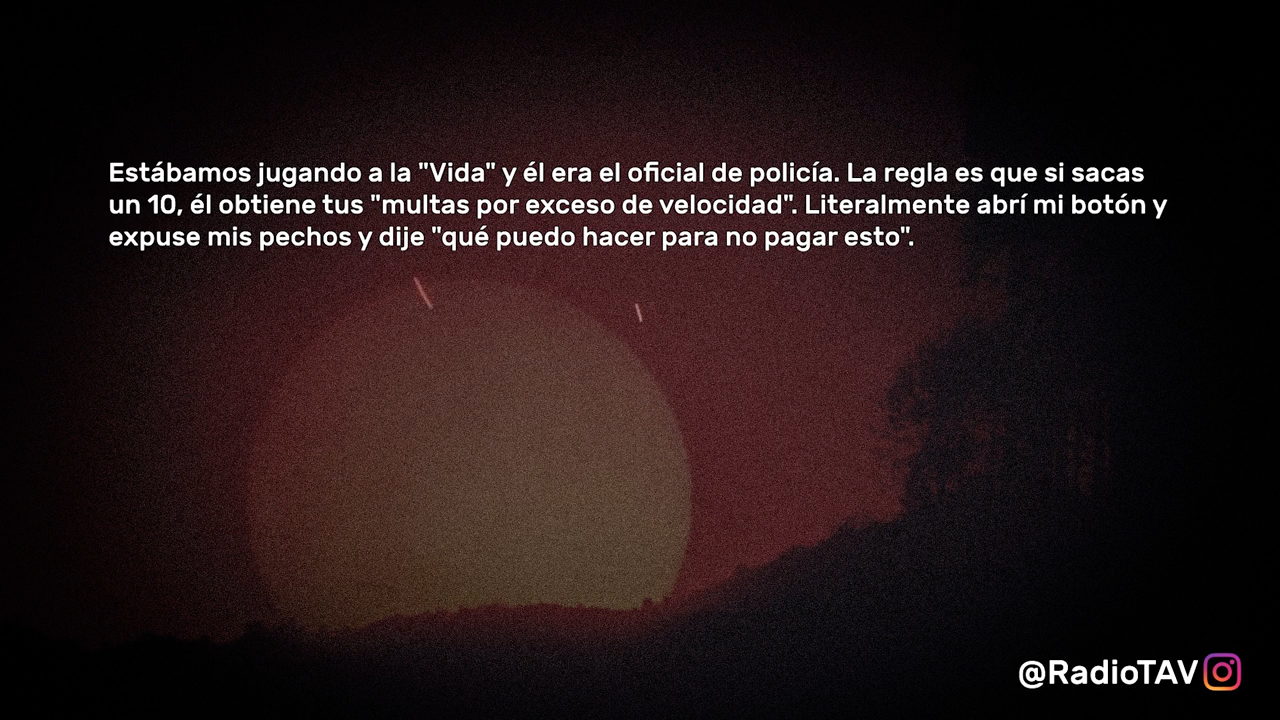 Estábamos jugando a la "Vida" y él era el oficial de policía. La regla es que si sacas
un 10, él obtiene tus "multas por exceso de velocidad". Literalmente abrí mi botón y
expuse mis pechos y dije "qué puedo hacer para no pagar esto".
@RadioTAV